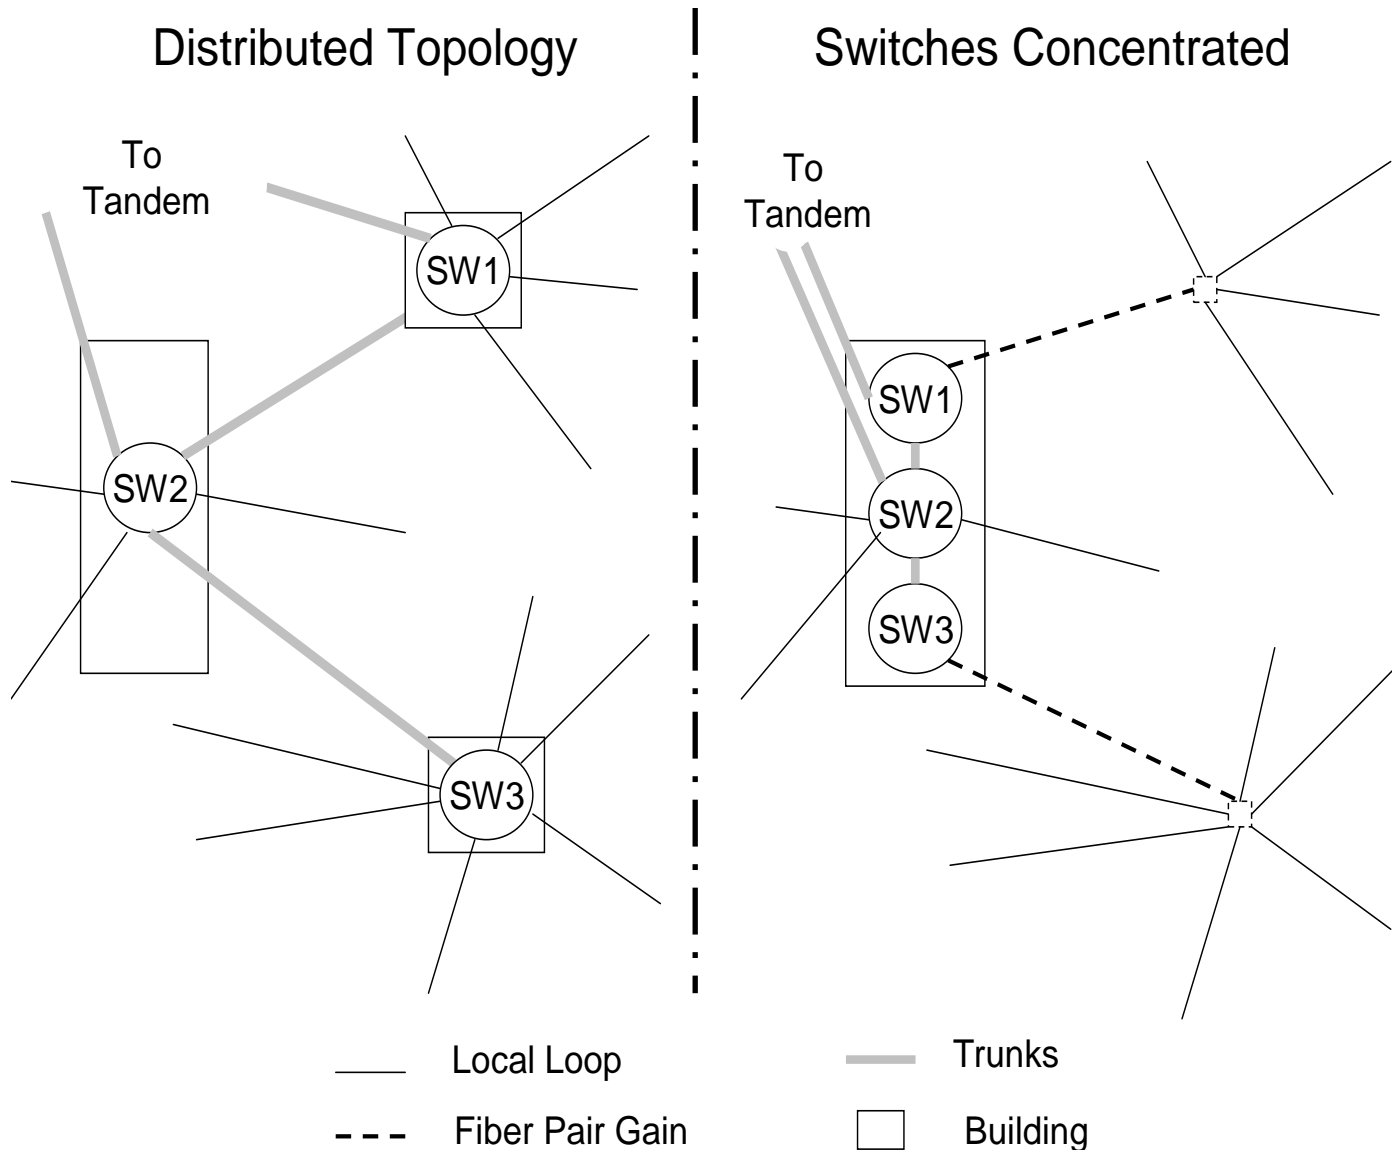 Distributed Topology
Switches Concentrated
To
Tandem
SW1
SW2
SW3
To
Tandem
SW1
SW2
SW3
Local Loop
Trunks
Fiber Pair Gain
Building